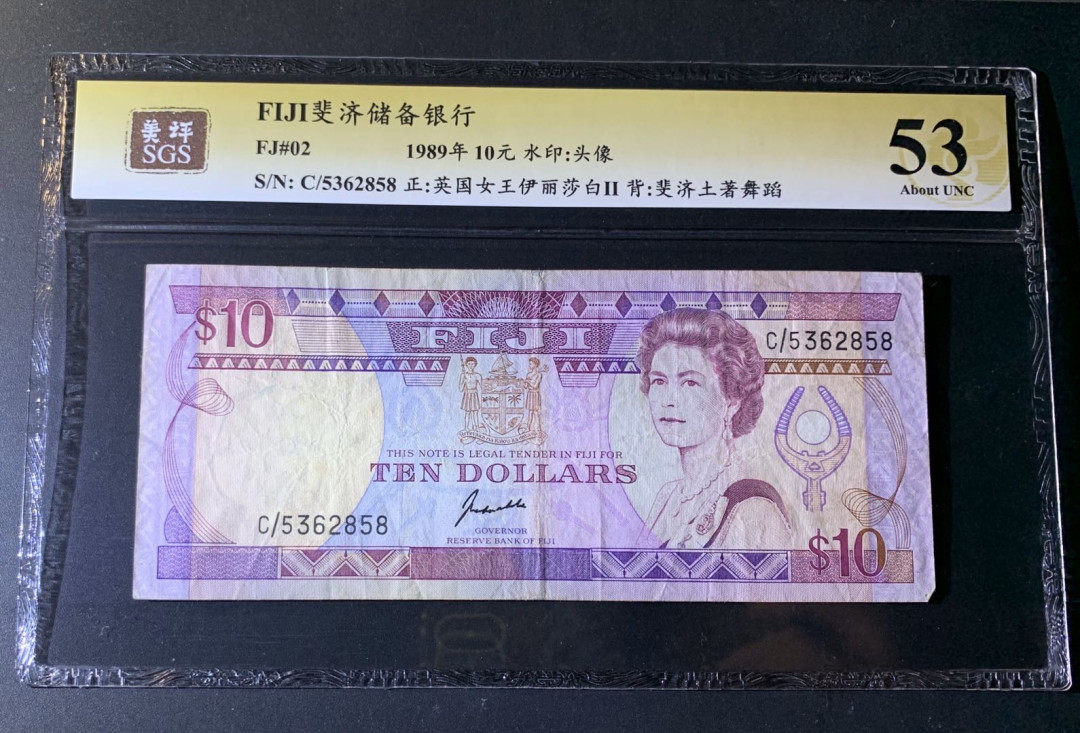 美评
SGS
FIJI斐济储备银行
FJ#02 1989年 10元 水印:头像
S/N: C/5362858 正:英国女王伊丽莎白II 背:斐济土著舞蹈
53
About UNC
$10
FIJI
C/5362858
THIS NOTE IS LEGAL TENDER IN FIJI FOR
TEN DOLLARS
C/5362858
GOVERNOR
RESERVE BANK OF FIJI
$10